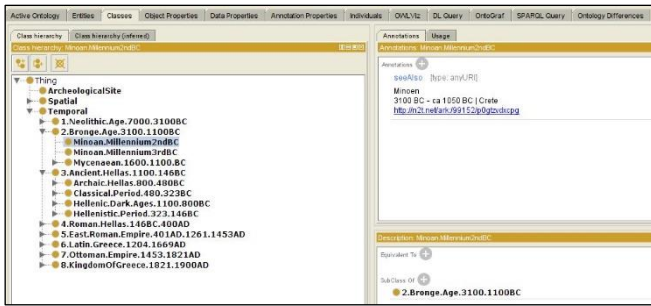 Active Ontology Entities Classes Object Properties Data Properties Annotation Properties Individuals OWLViz DL Query OntoGraf SPARQL Query Ontology Differences
Class hierarchy Class hierarchy (inferred)
Class hierarchy: Minoan.Millennium2ndBC
Thing
ArcheologicalSite
Spatial
Temporal
1.Neolithic.Age.7000.3100BC
2.Bronge.Age.3100.1100BC
Minoan.Millennium2ndBC
Minoan.Millennium3rdBC
Mycenaean.1600.1100.BC
3.Ancient.Hellas.1100.146BC
Archaic.Hellas.800.480BC
Classical.Period.480.323BC
Hellenic.Dark.Ages.1100.800BC
Hellenistic.Period.323.146BC
4.Roman.Hellas.146BC.400AD
5.East.Roman.Empire.401AD.1261.1453AD
6.Latin.Greece.1204.1669AD
7.Ottoman.Empire.1453.1821AD
8.KingdomOfGreece.1821.1900AD
Annotations Usage
Annotations: Minoan.Millennium2ndBC
Annotations
seeAlso [type: anyURI]
Minoen
3100 BC – ca 1050 BC | Crete
http://n2t.net/ark:/99152/p0gtzvdxcpg
Description: Minoan.Millennium2ndBC
Equivalent To
SubClass Of
2.Bronge.Age.3100.1100BC